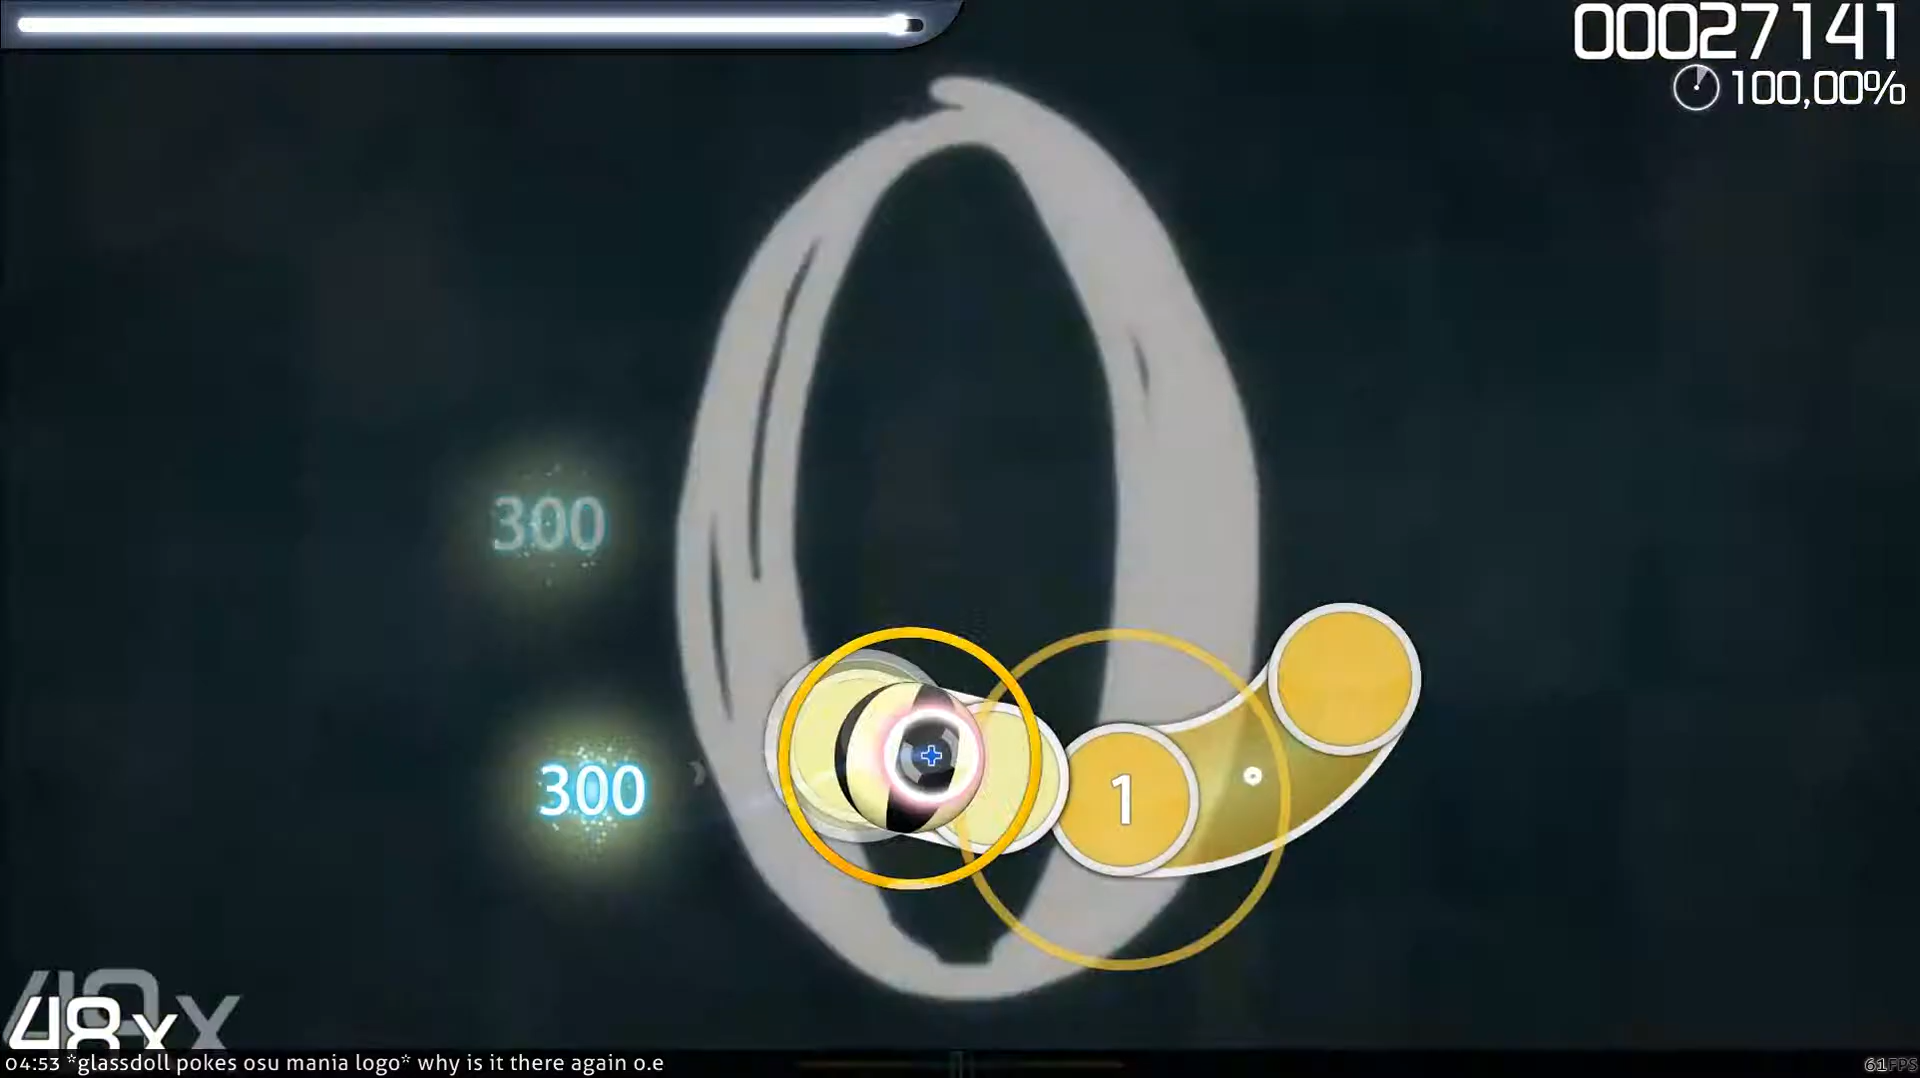 00027141
100,00%
300
300
1
48x
04:53 *glassdoll pokes osu mania logo* why is it there again o.e
61FPS